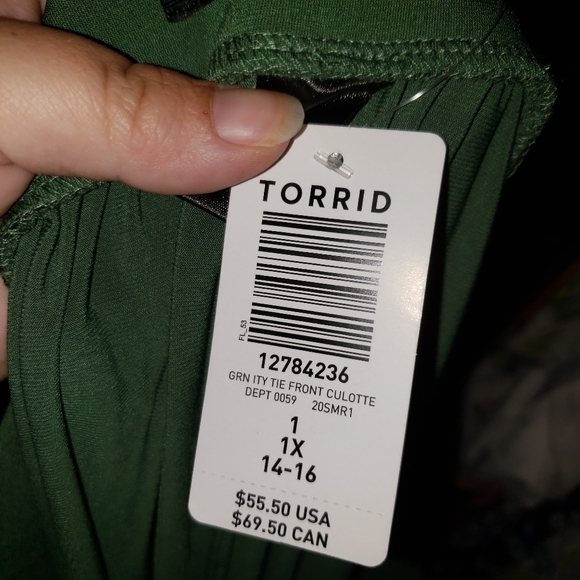 TORRID
FL_53
12784236
GRN ITY TIE FRONT CULOTTE
DEPT 0059 20SMR1
1
1X
14-16
$55.50 USA
$69.50 CAN